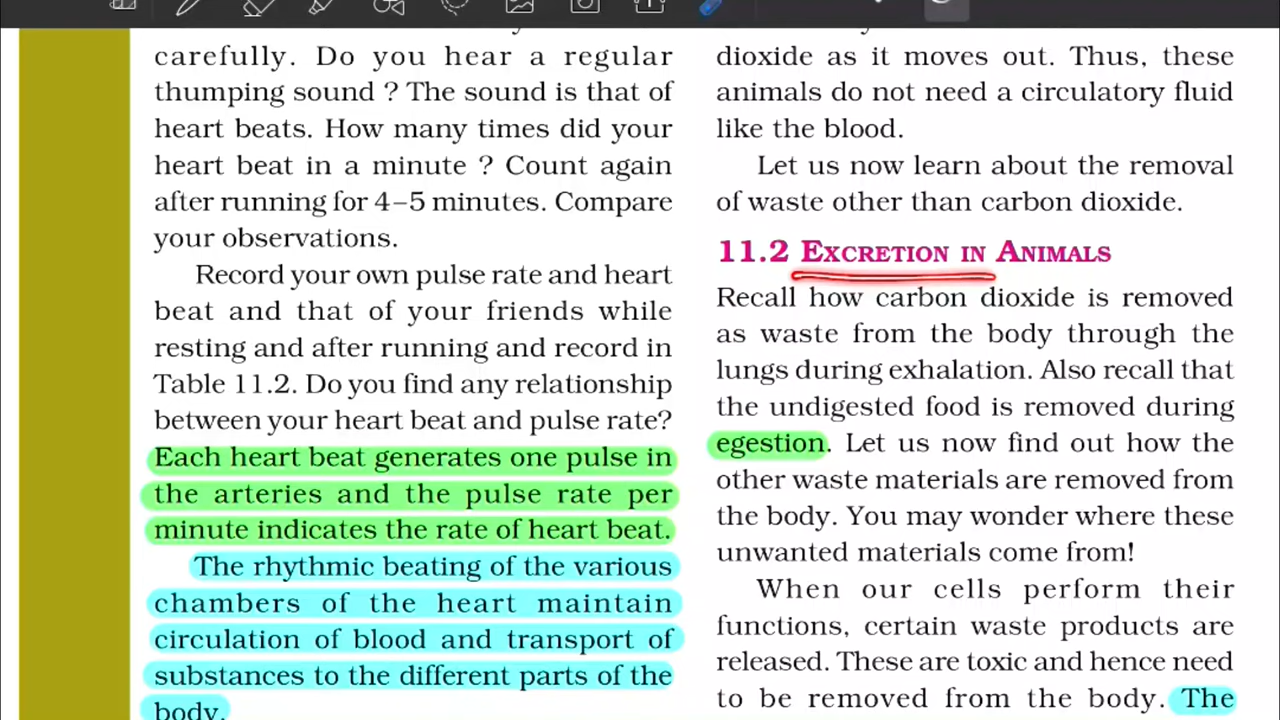 carefully. Do you hear a regular
thumping sound ? The sound is that of
heart beats. How many times did your
heart beat in a minute ? Count again
after running for 4–5 minutes. Compare
your observations.
Record your own pulse rate and heart
beat and that of your friends while
resting and after running and record in
Table 11.2. Do you find any relationship
between your heart beat and pulse rate?
Each heart beat generates one pulse in
the arteries and the pulse rate per
minute indicates the rate of heart beat.
The rhythmic beating of the various
chambers of the heart maintain
circulation of blood and transport of
substances to the different parts of the
body.
dioxide as it moves out. Thus, these
animals do not need a circulatory fluid
like the blood.
Let us now learn about the removal
of waste other than carbon dioxide.
11.2 EXCRETION IN ANIMALS
Recall how carbon dioxide is removed
as waste from the body through the
lungs during exhalation. Also recall that
the undigested food is removed during
egestion. Let us now find out how the
other waste materials are removed from
the body. You may wonder where these
unwanted materials come from!
When our cells perform their
functions, certain waste products are
released. These are toxic and hence need
to be removed from the body. The